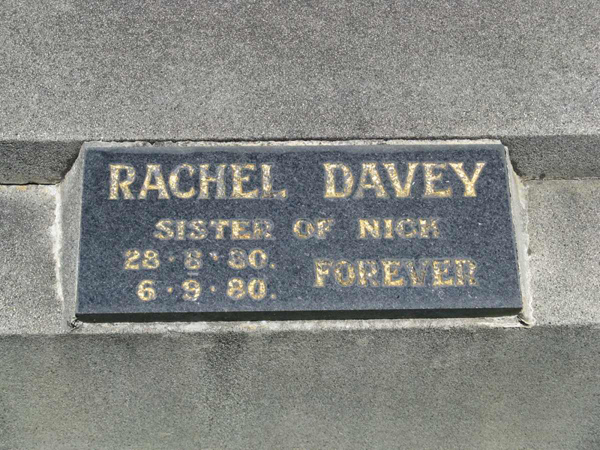 RACHEL DAVEY
SISTER OF NICK
28·8·80.
6·9·80.
FOREVER